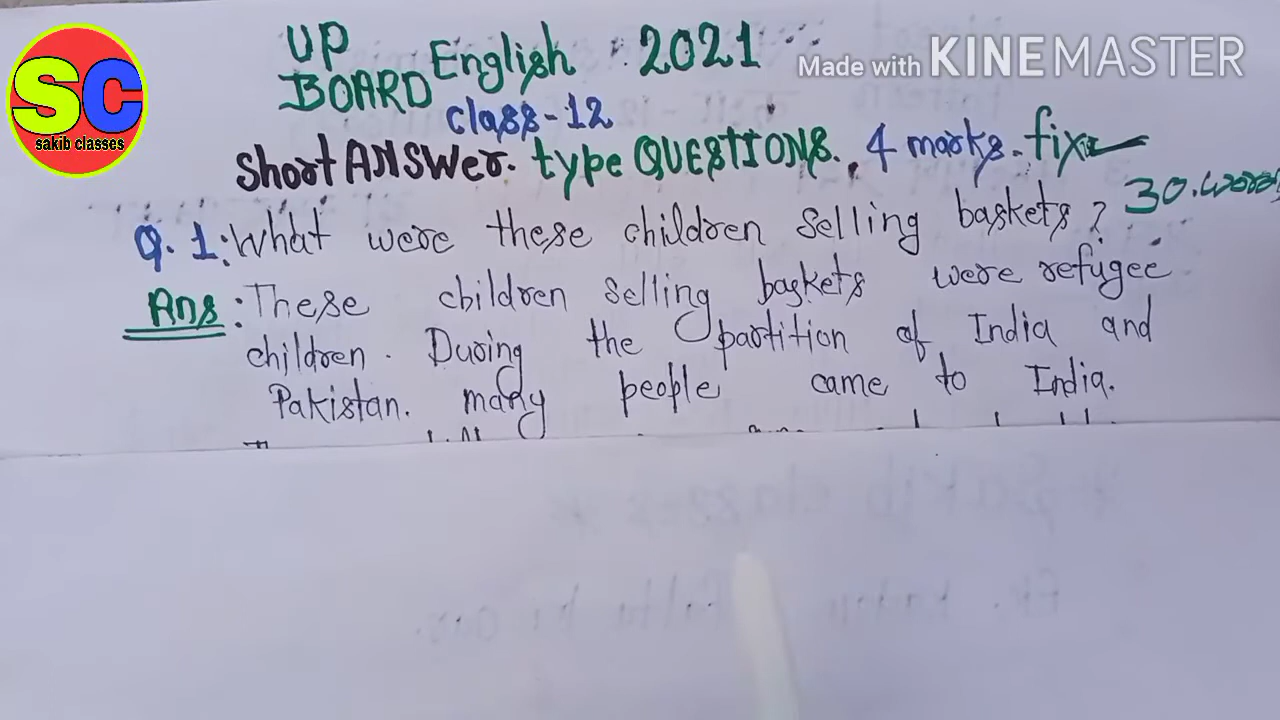 SC
sakib classes
UP
BOARD English 2021
Made with KINEMASTER
class-12
Short ANSWer. type QUESTIONS. 4 marks. fix
30. words
Q. 1: What were these children selling baskets?
Ans: These children selling baskets were refugee
children. During the partition of India and
Pakistan. many people came to India.